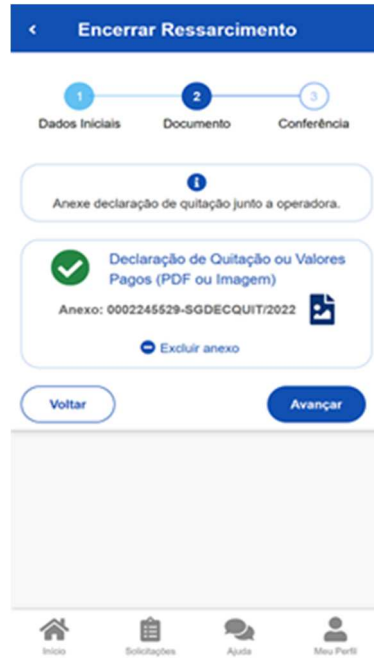 Encerrar Ressarcimento
1
2
3
Dados Iniciais
Documento
Conferência
Anexe declaração de quitação junto a operadora.
Declaração de Quitação ou Valores
Pagos (PDF ou Imagem)
Anexo: 0002245529-SGDECQUIT/2022
Excluir anexo
Voltar
Avançar
Início
Solicitações
Ajuda
Meu Perfil